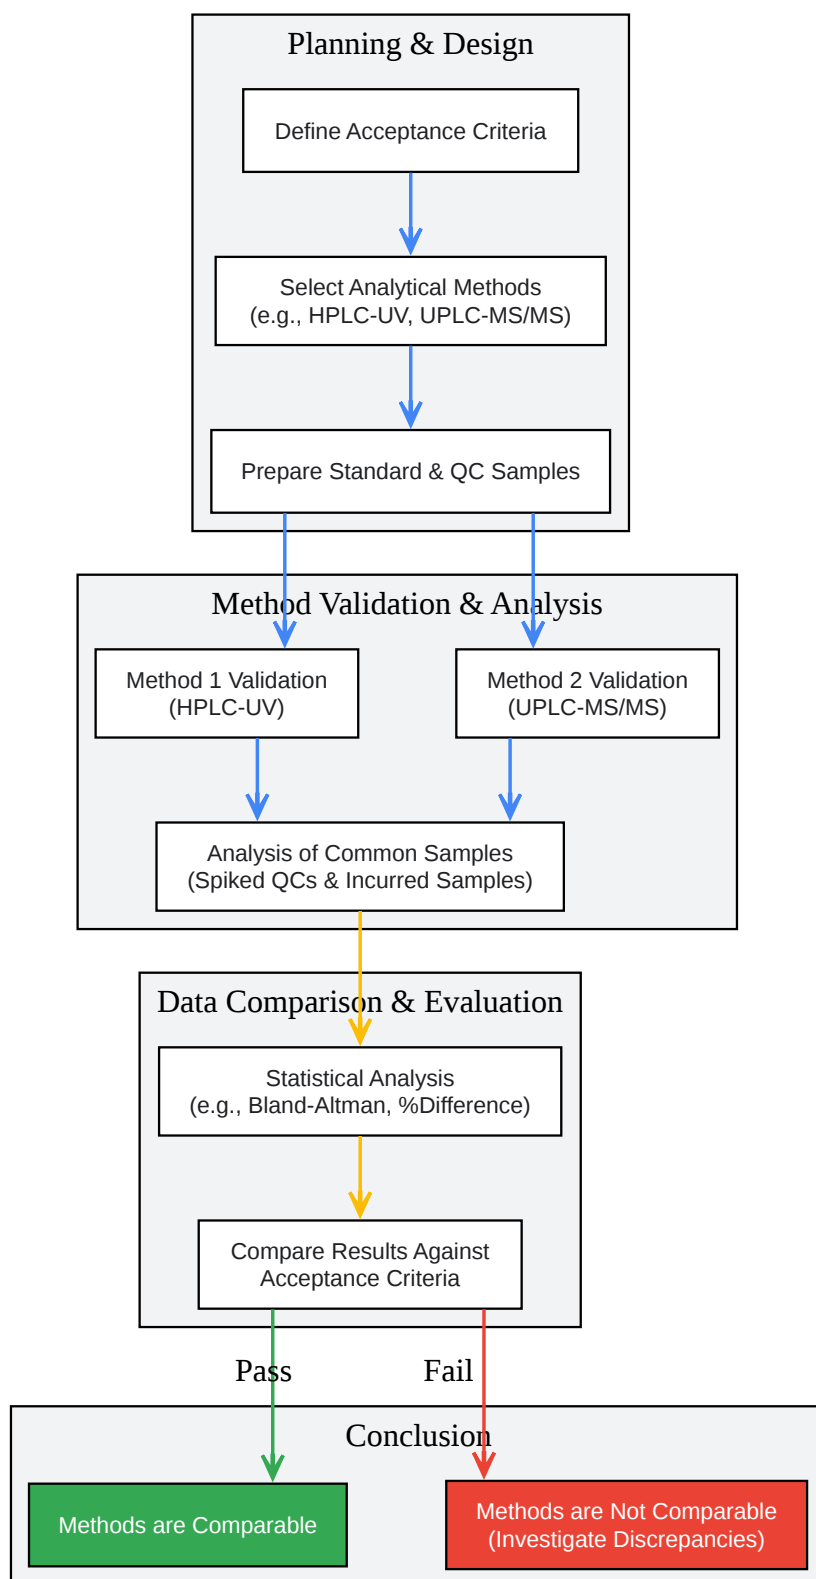 Planning & Design
Define Acceptance Criteria
Select Analytical Methods
(e.g., HPLC-UV, UPLC-MS/MS)
Prepare Standard & QC Samples
Method Validation & Analysis
Method 1 Validation
(HPLC-UV)
Method 2 Validation
(UPLC-MS/MS)
Analysis of Common Samples
(Spiked QCs & Incurred Samples)
Data Comparison & Evaluation
Statistical Analysis
(e.g., Bland-Altman, %Difference)
Compare Results Against
Acceptance Criteria
Pass
Fail
Conclusion
Methods are Comparable
Methods are Not Comparable
(Investigate Discrepancies)